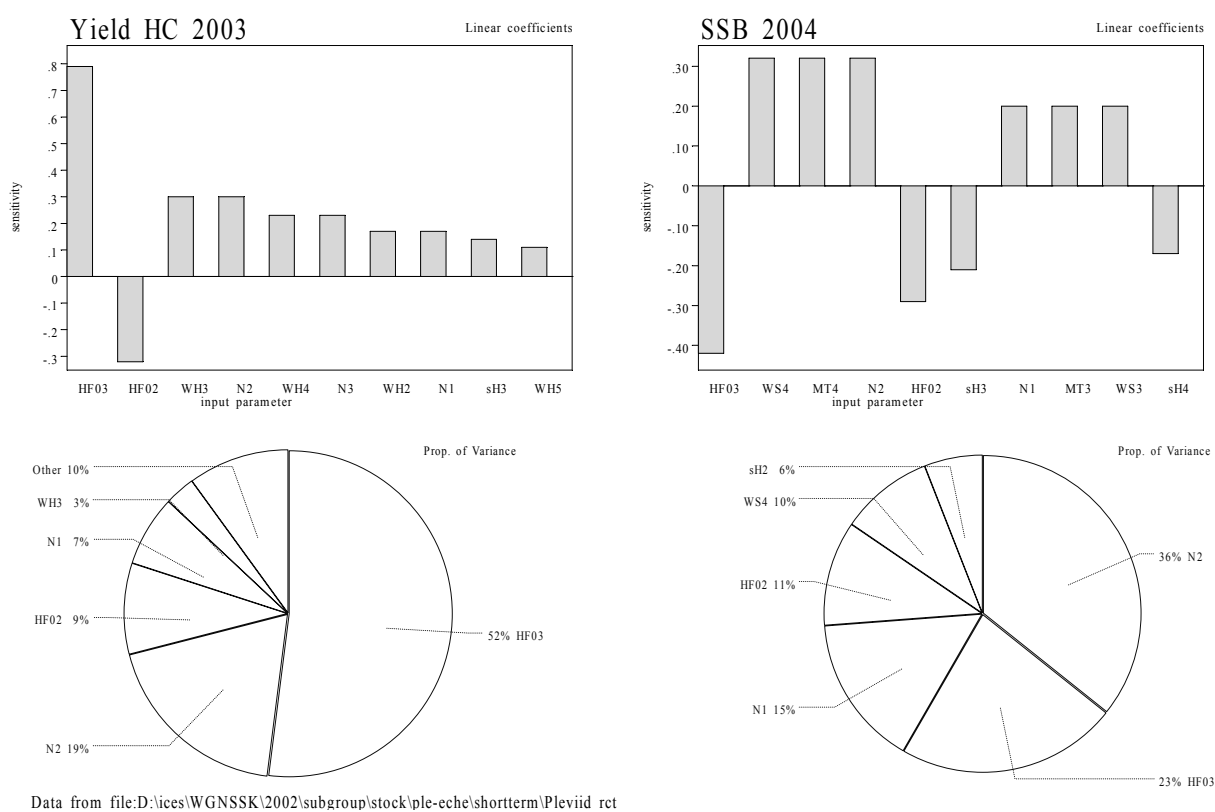 Yield HC 2003
Linear coefficients
.8
.7
.6
.5
.4
.3
.2
.1
0
-.1
-.2
-.3
sensitivity
HF03 HF02 WH3 N2 WH4 N3 WH2 N1 sH3 WH5
input parameter
SSB 2004
Linear coefficients
.30
.20
.10
0
-.10
-.20
-.30
-.40
sensitivity
HF03 WS4 MT4 N2 HF02 sH3 N1 MT3 WS3 sH4
input parameter
Prop. of Variance
Other 10%
WH3 3%
N1 7%
HF02 9%
52% HF03
N2 19%
Prop. of Variance
sH2 6%
WS4 10%
36% N2
HF02 11%
N1 15%
23% HF03
Data from file:D:\ices\WGNSSK\2002\subgroup\stock\ple-eche\shortterm\Pleviid rct